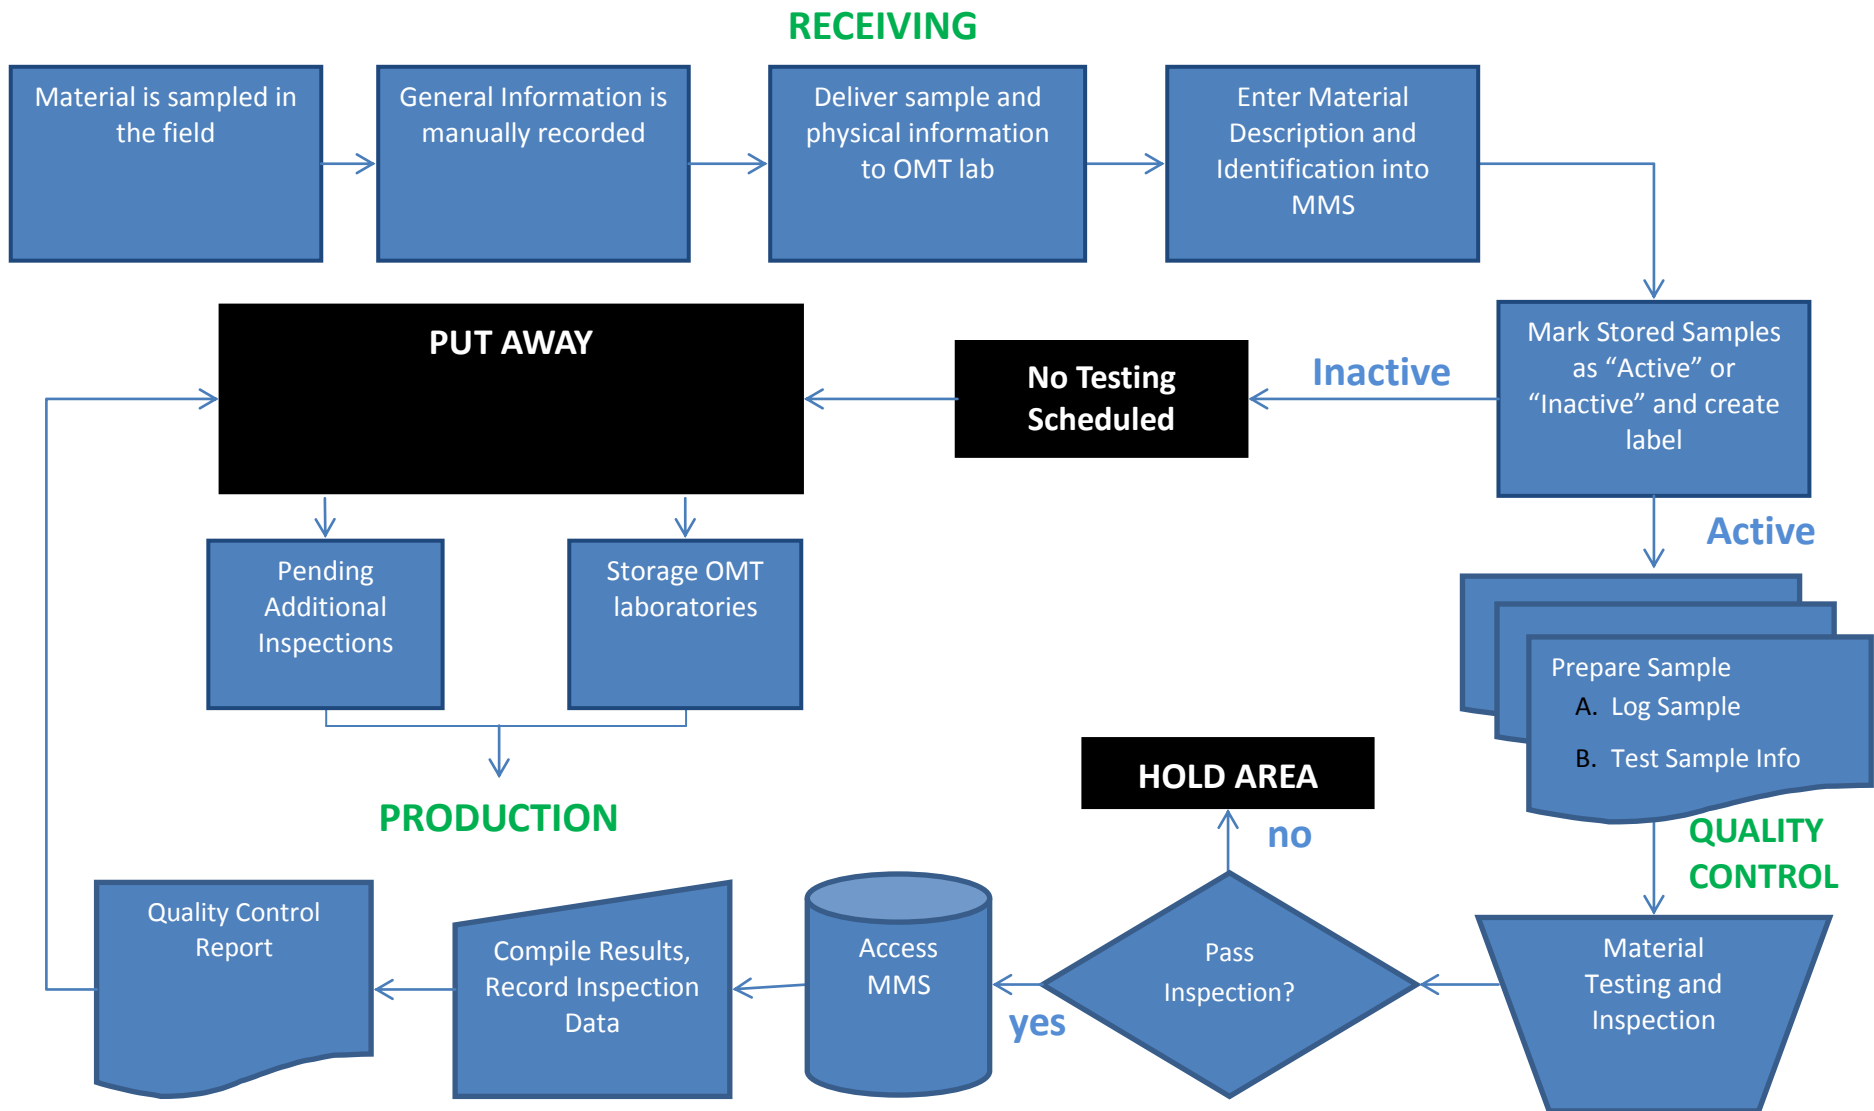 RECEIVING
Material is sampled in
the field
General Information is
manually recorded
Deliver sample and
physical information
to OMT lab
Enter Material
Description and
Identification into
MMS
PUT AWAY
No Testing
Scheduled
Inactive
Mark Stored Samples
as “Active” or
“Inactive” and create
label
Active
Pending
Additional
Inspections
Storage OMT
laboratories
Prepare Sample
A. Log Sample
B. Test Sample Info
HOLD AREA
no
PRODUCTION
QUALITY
CONTROL
Quality Control
Report
Compile Results,
Record Inspection
Data
Access
MMS
yes
Pass
Inspection?
Material
Testing and
Inspection